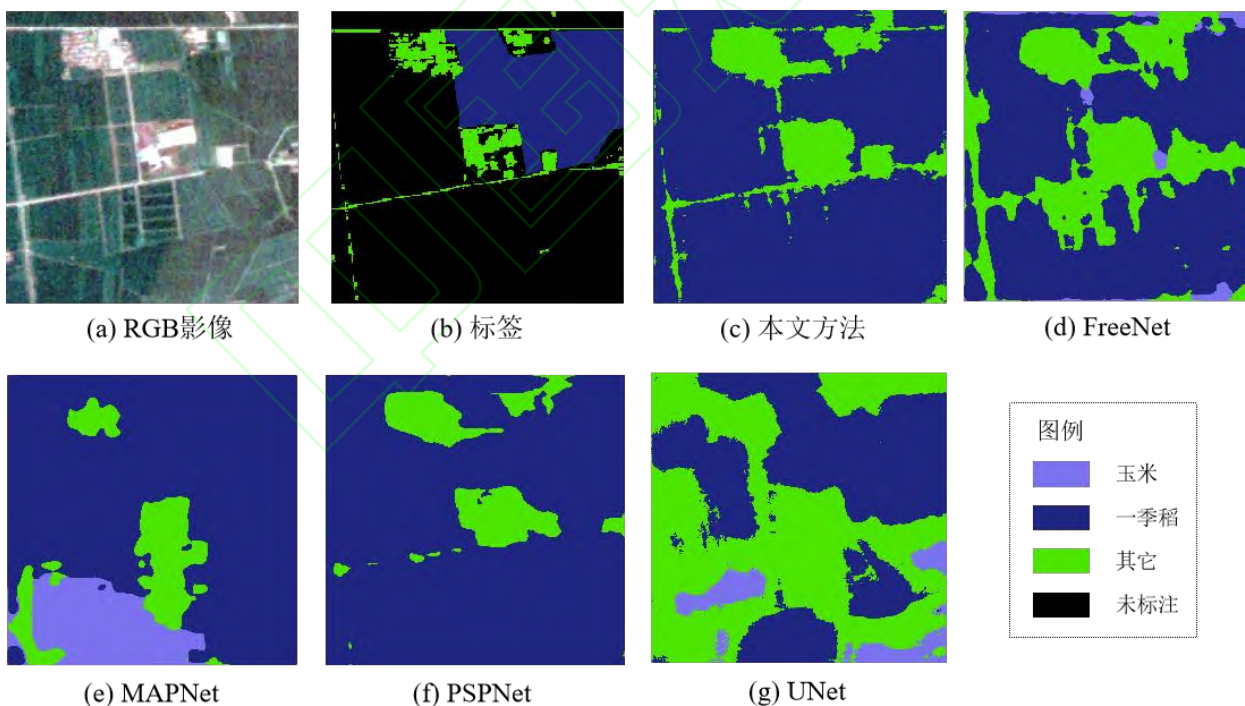 (a) RGB影像
(b) 标签
(c) 本文方法
(d) FreeNet
(e) MAPNet
(f) PSPNet
(g) UNet
图例
玉米
一季稻
其它
未标注